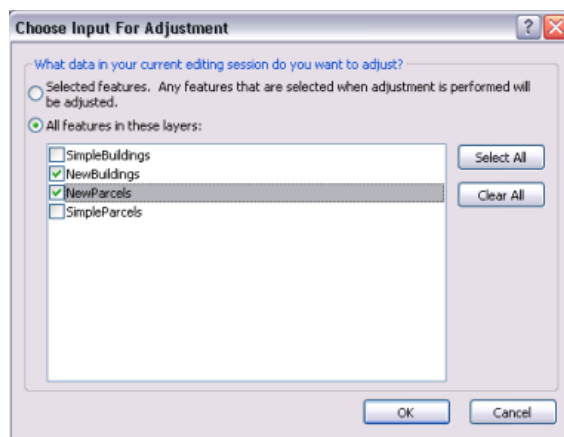 Choose Input For Adjustment
What data in your current editing session do you want to adjust?
Selected features. Any features that are selected when adjustment is performed will
be adjusted.
All features in these layers:
SimpleBuildings
NewBuildings
NewParcels
SimpleParcels
Select All
Clear All
OK
Cancel